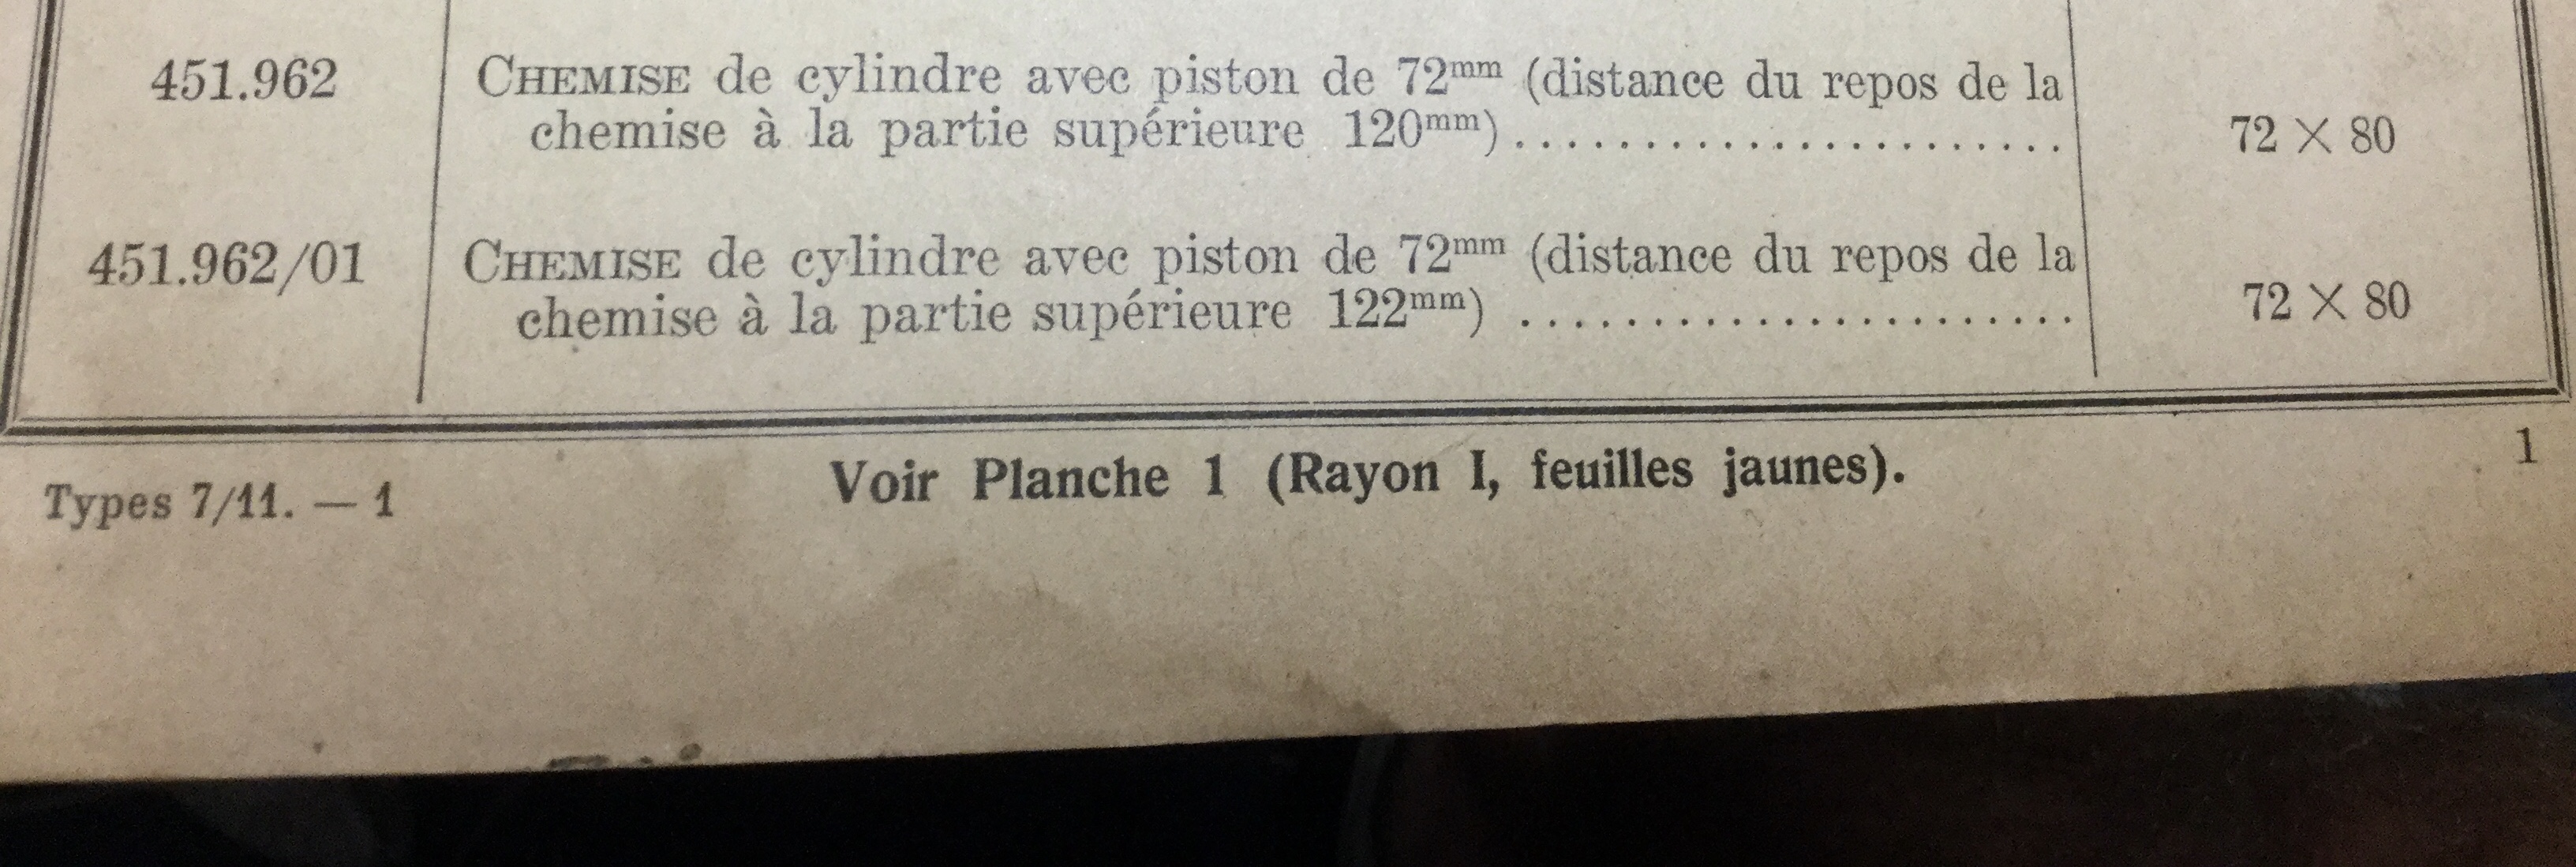 451.962 CHEMISE de cylindre avec piston de 72mm (distance du repos de la
chemise à la partie supérieure 120mm)....................... 72 × 80
451.962/01 CHEMISE de cylindre avec piston de 72mm (distance du repos de la
chemise à la partie supérieure 122mm) ...................... 72 × 80
Types 7/11. — 1 Voir Planche 1 (Rayon I, feuilles jaunes). 1